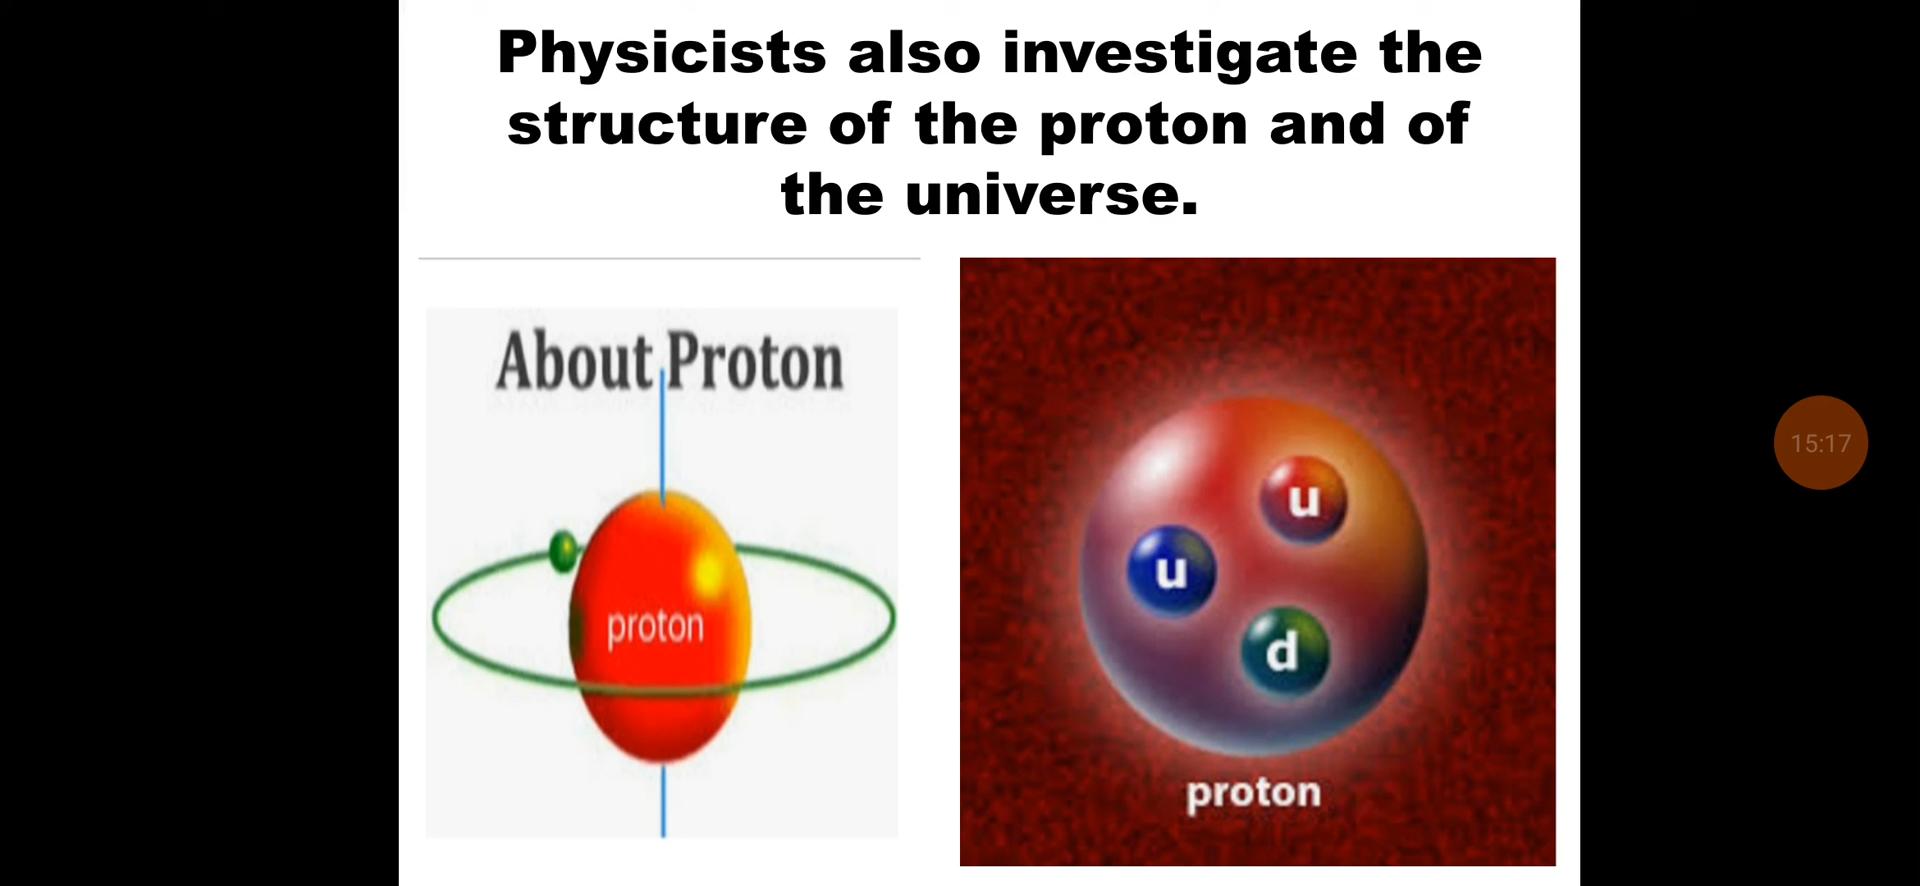 Physicists also investigate the
structure of the proton and of
the universe.
About Proton
proton
u
u
d
proton
15:17